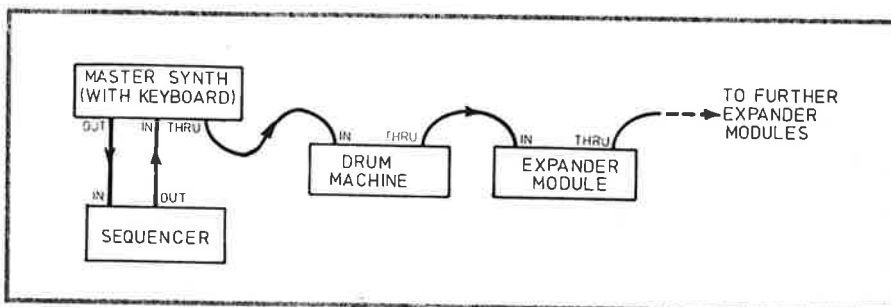 MASTER SYNTH
(WITH KEYBOARD)
OUT IN THRU
IN OUT
SEQUENCER
IN THRU
DRUM
MACHINE
IN THRU
EXPANDER
MODULE
TO FURTHER
EXPANDER
MODULES